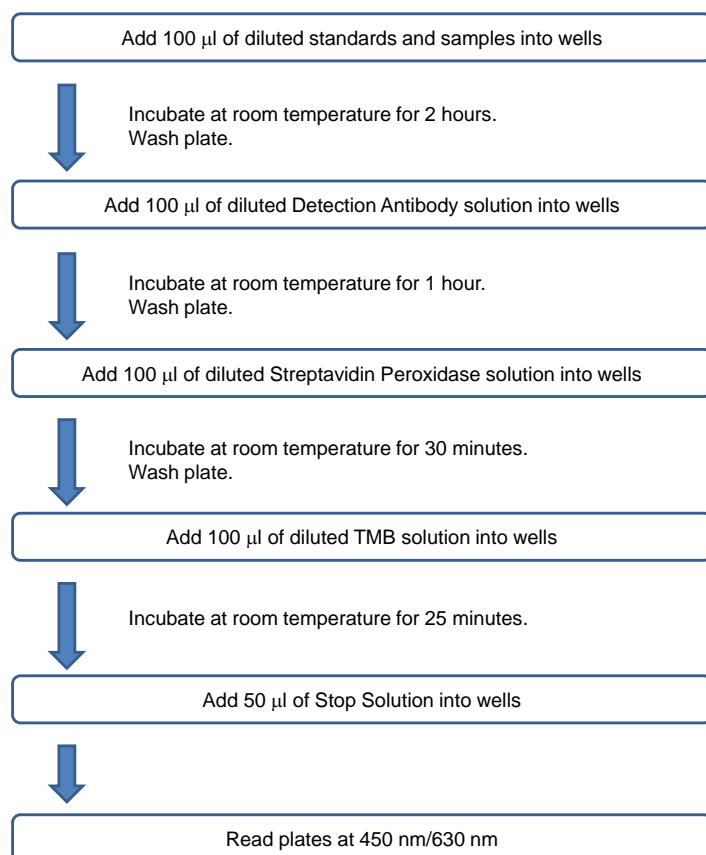 Add 100 μl of diluted standards and samples into wells
Incubate at room temperature for 2 hours.
Wash plate.
Add 100 μl of diluted Detection Antibody solution into wells
Incubate at room temperature for 1 hour.
Wash plate.
Add 100 μl of diluted Streptavidin Peroxidase solution into wells
Incubate at room temperature for 30 minutes.
Wash plate.
Add 100 μl of diluted TMB solution into wells
Incubate at room temperature for 25 minutes.
Add 50 μl of Stop Solution into wells
Read plates at 450 nm/630 nm